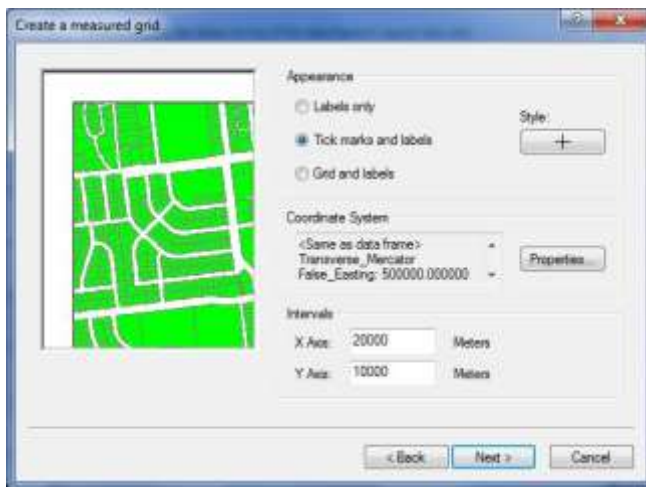 Create a measured grid
Appearance
Labels only
Tick marks and labels
Grid and labels
Style:
Coordinate System
<Same as data frame>
Transverse_Mercator
False_Easting: 500000.000000
Properties...
Intervals
X Axis: 20000 Meters
Y Axis: 10000 Meters
< Back Next > Cancel